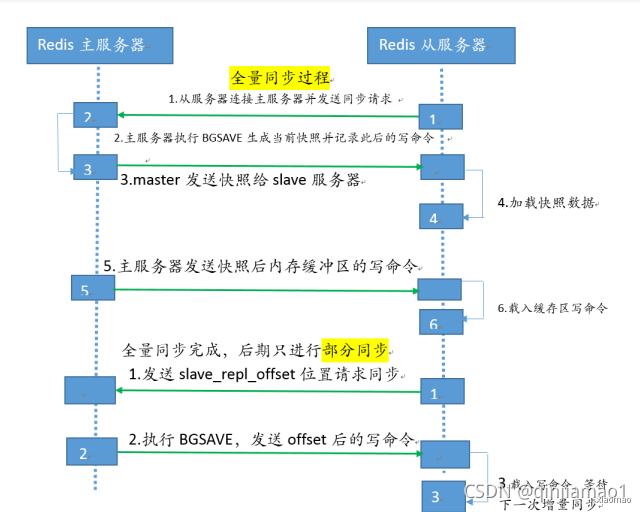 Redis 主服务器
Redis 从服务器
全量同步过程
1.从服务器连接主服务器并发送同步请求
2
1
2.主服务器执行 BGSAVE 生成当前快照并记录此后的写命令
3
3.master 发送快照给 slave 服务器
4
4.加载快照数据
5.主服务器发送快照后内存缓冲区的写命令
5
6
6.载入缓存区写命令
全量同步完成，后期只进行部分同步
1.发送 slave_repl_offset 位置请求同步
1
2.执行 BGSAVE，发送 offset 后的写命令
2
3
3.载入写命令，等待
下一次增量同步
CSDN @qinjiamao1